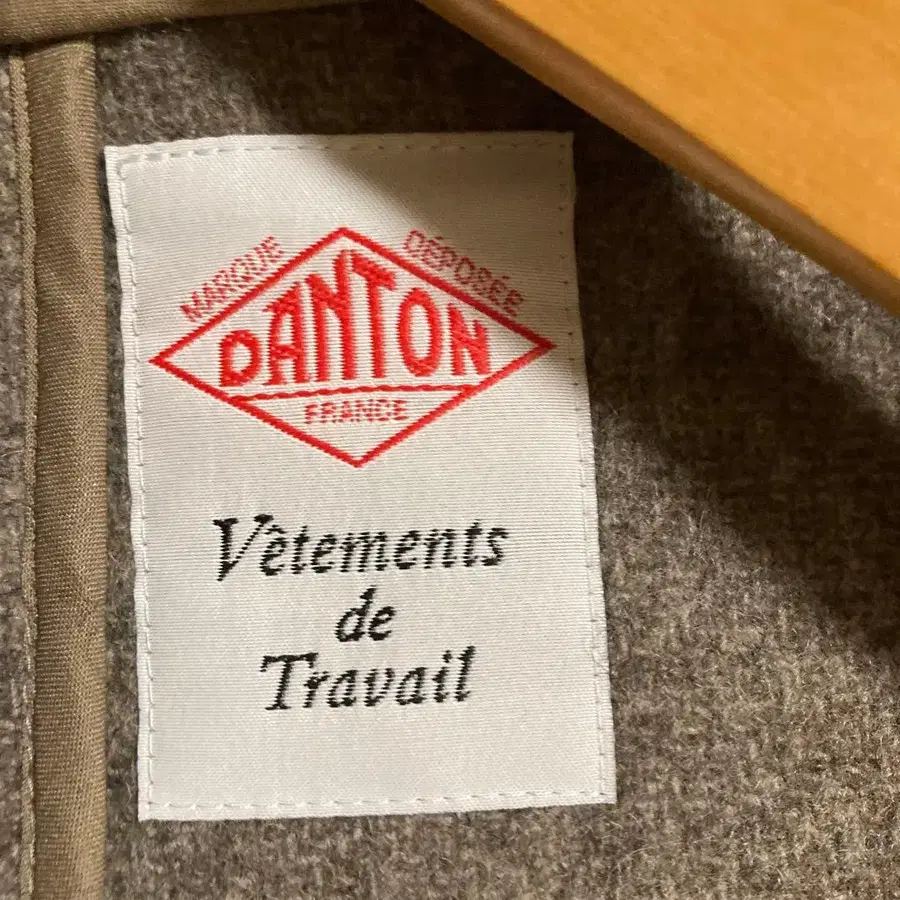 MARQUE DÉPOSÉE
DANTON
FRANCE
Vêtements
de
Travail